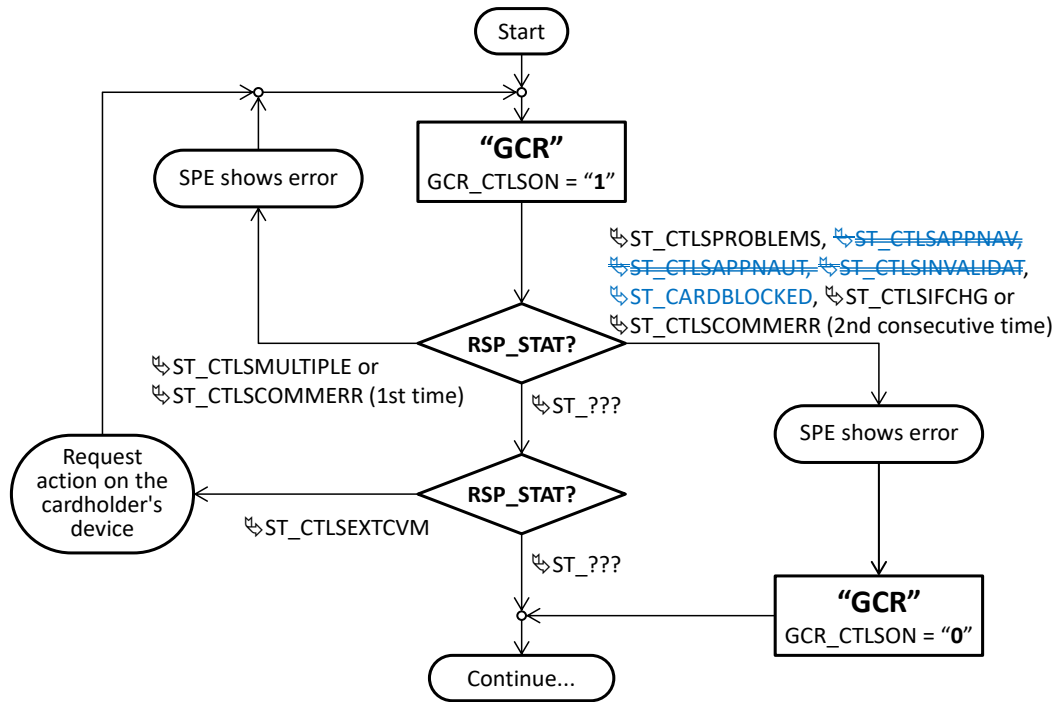 Start
“GCR”
GCR_CTLSON = “1”
SPE shows error
↳ST_CTLSPROBLEMS, ↳ST_CTLSAPPNAV,
↳ST_CTLSAPPNAUT, ↳ST_CTLSINVALIDAT,
↳ST_CARDBLOCKED, ↳ST_CTLSIFCHG or
↳ST_CTLSCOMMERR (2nd consecutive time)
RSP_STAT?
↳ST_CTLSMULTIPLE or
↳ST_CTLSCOMMERR (1st time)
↳ST_???
SPE shows error
Request
action on the
cardholder's
device
RSP_STAT?
↳ST_CTLSEXTCVM
↳ST_???
“GCR”
GCR_CTLSON = “0”
Continue...